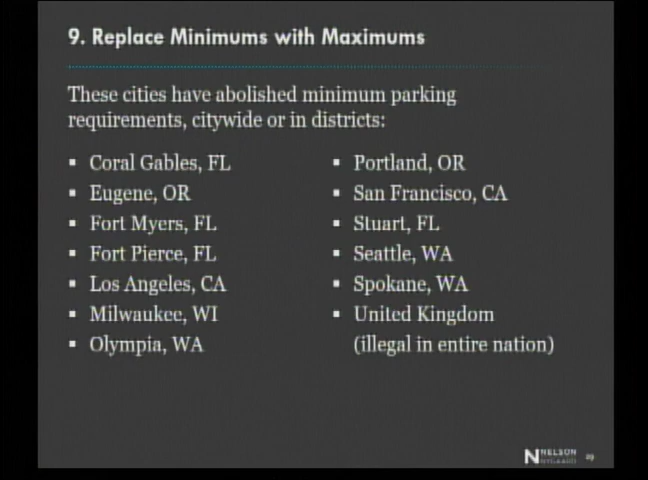 9. Replace Minimums with Maximums
These cities have abolished minimum parking
requirements, citywide or in districts:
▪ Coral Gables, FL
▪ Eugene, OR
▪ Fort Myers, FL
▪ Fort Pierce, FL
▪ Los Angeles, CA
▪ Milwaukee, WI
▪ Olympia, WA
▪ Portland, OR
▪ San Francisco, CA
▪ Stuart, FL
▪ Seattle, WA
▪ Spokane, WA
▪ United Kingdom
(illegal in entire nation)
NELSON